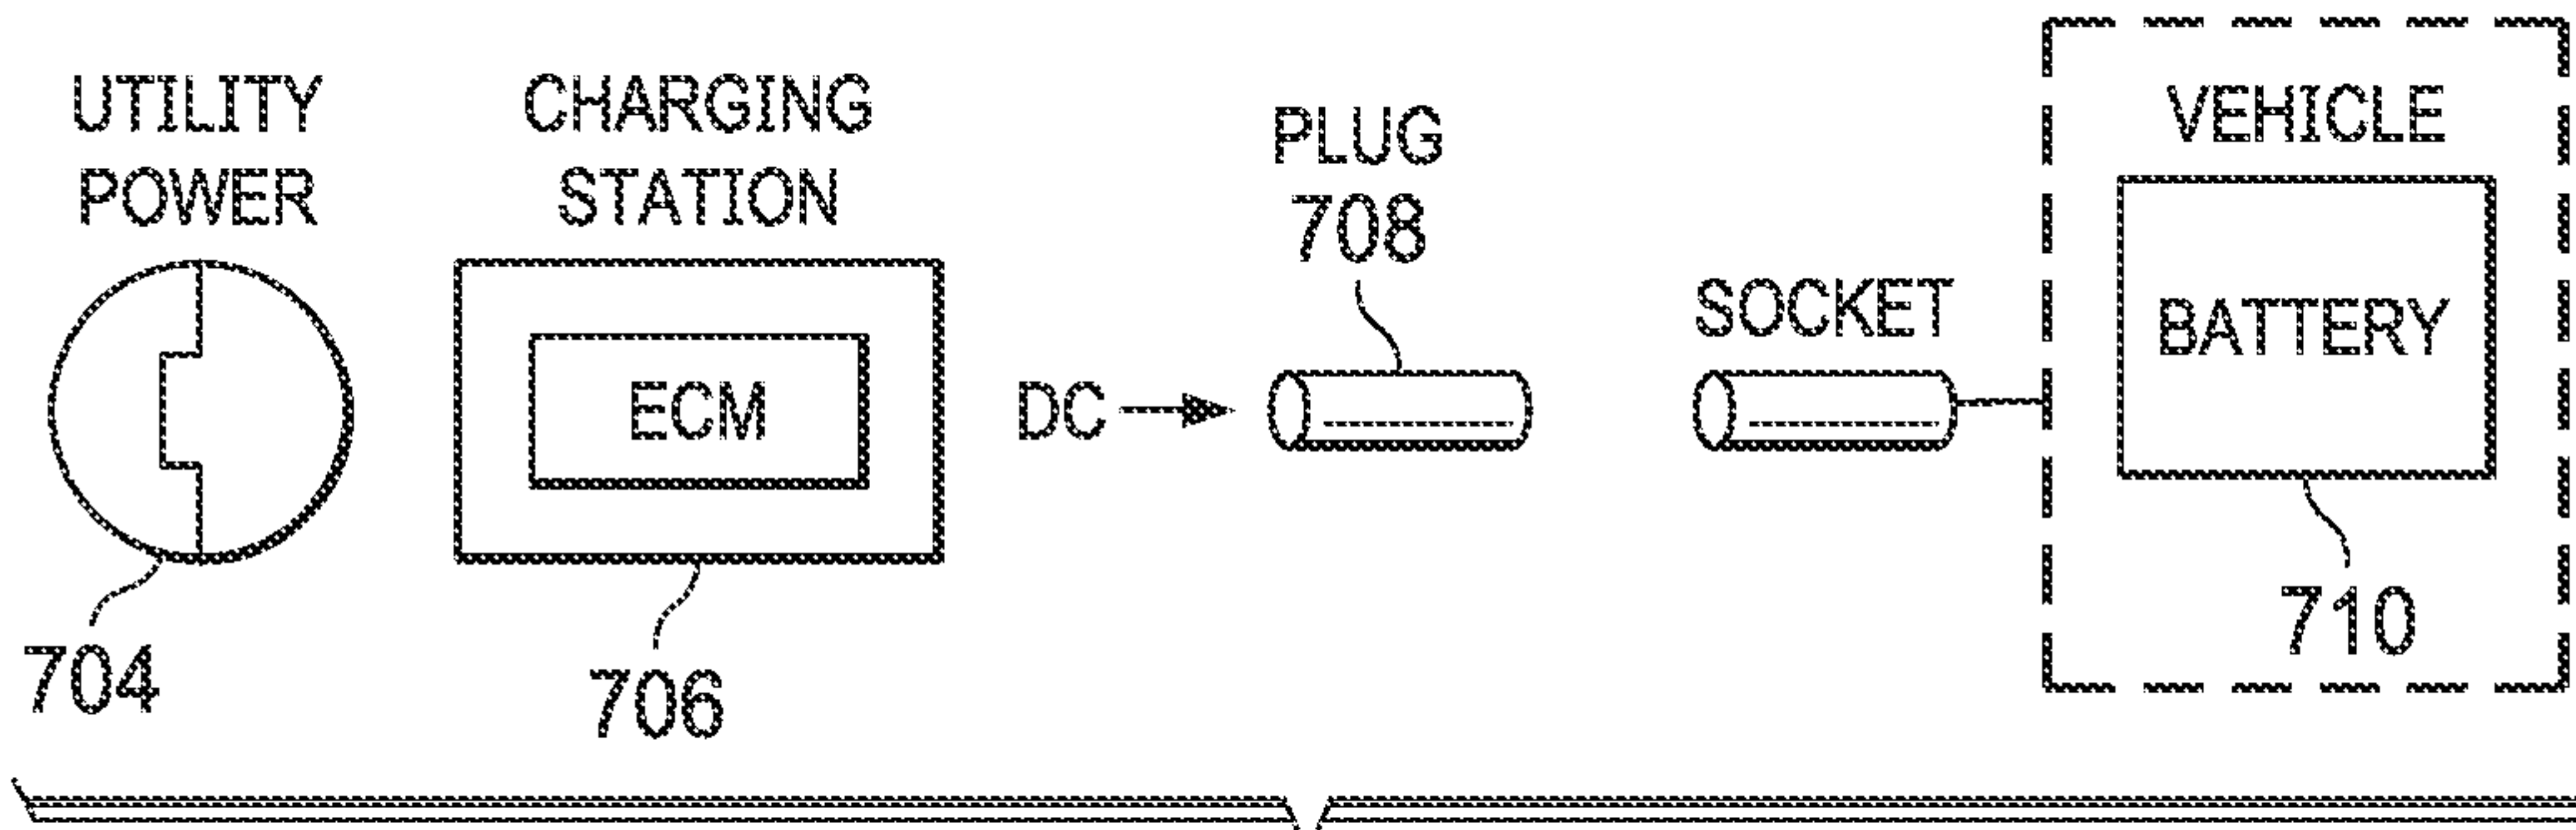 UTILITY
POWER
704
CHARGING
STATION
ECM
706
DC
PLUG
708
SOCKET
VEHICLE
BATTERY
710